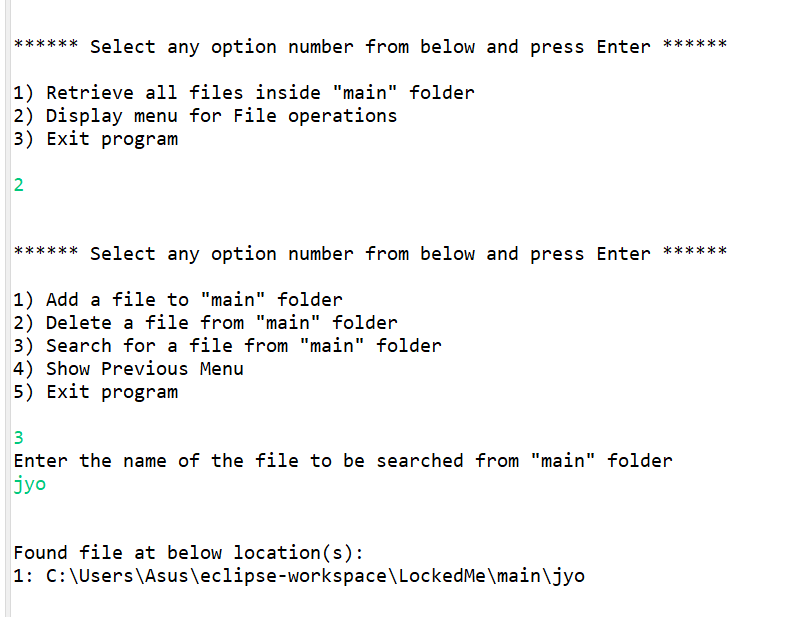 ****** Select any option number from below and press Enter ******
1) Retrieve all files inside "main" folder
2) Display menu for File operations
3) Exit program
2
****** Select any option number from below and press Enter ******
1) Add a file to "main" folder
2) Delete a file from "main" folder
3) Search for a file from "main" folder
4) Show Previous Menu
5) Exit program
3
Enter the name of the file to be searched from "main" folder
jyo
Found file at below location(s):
1: C:\Users\Asus\eclipse-workspace\LockedMe\main\jyo